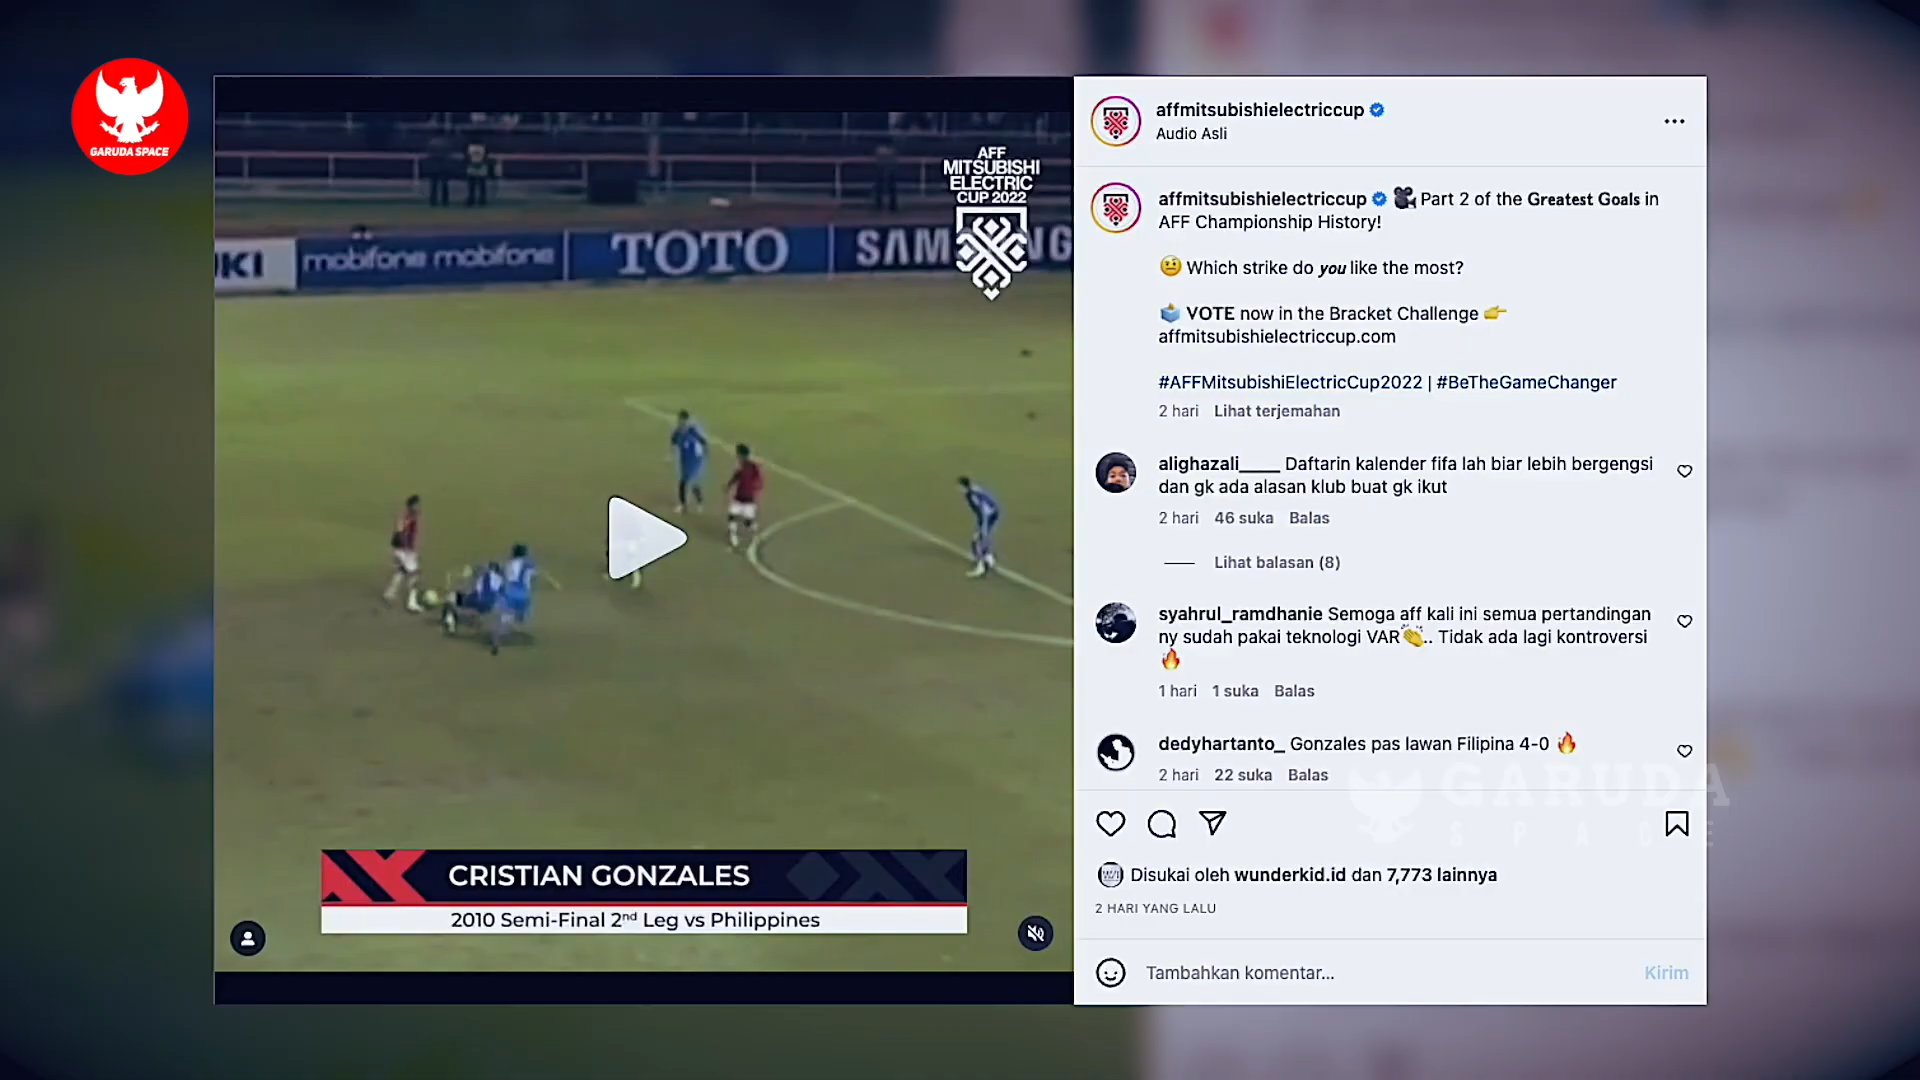 GARUDA SPACE
AFF
MITSUBISHI
ELECTRIC
CUP 2022
mobifone mobifone
TOTO
CRISTIAN GONZALES
2010 Semi-Final 2nd Leg vs Philippines
affmitsubishielectriccup
Audio Asli
affmitsubishielectriccup 🎥 Part 2 of the Greatest Goals in
AFF Championship History!
🤨 Which strike do you like the most?
🗳️ VOTE now in the Bracket Challenge 👉
affmitsubishielectriccup.com
#AFFMitsubishiElectricCup2022 | #BeTheGameChanger
2 hari Lihat terjemahan
alighazali____ Daftarin kalender fifa lah biar lebih bergengsi
dan gk ada alasan klub buat gk ikut
2 hari 46 suka Balas
Lihat balasan (8)
syahrul_ramdhanie Semoga aff kali ini semua pertandingan
ny sudah pakai teknologi VAR👏.. Tidak ada lagi kontroversi
🔥
1 hari 1 suka Balas
dedyhartanto_ Gonzales pas lawan Filipina 4-0 🔥
2 hari 22 suka Balas
GARUDA
SPACE
Disukai oleh wunderkid.id dan 7,773 lainnya
2 HARI YANG LALU
Tambahkan komentar...
Kirim